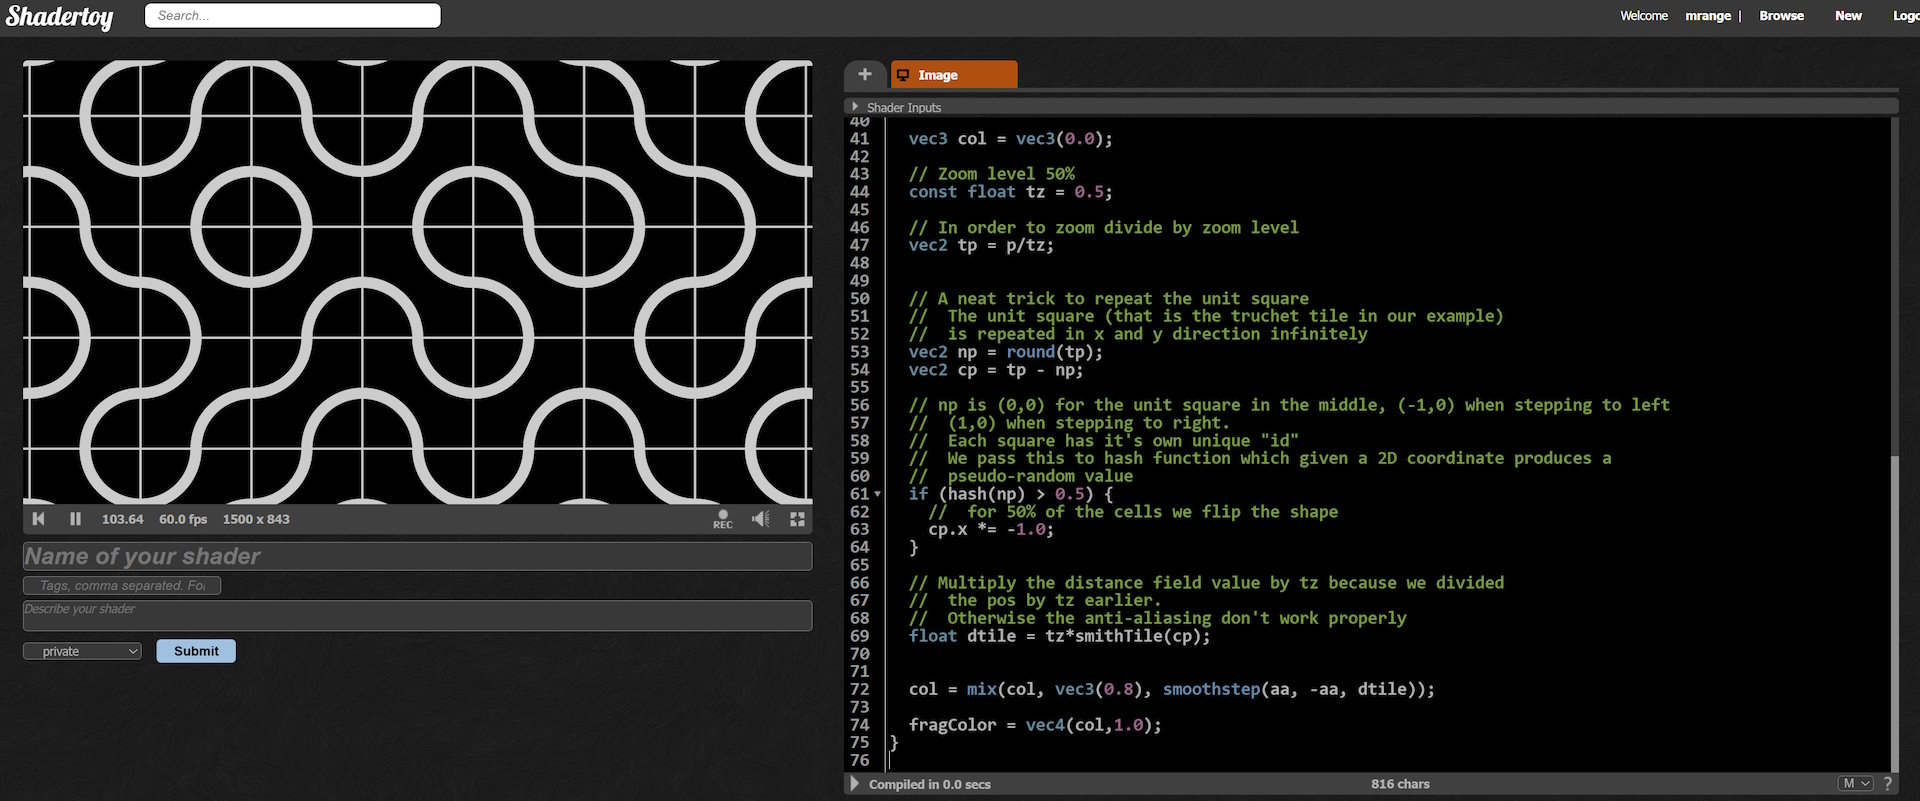 Shadertoy
Search...
Welcome mrange | Browse New Logo
+ Image
Shader Inputs
40
41 vec3 col = vec3(0.0);
42
43 // Zoom level 50%
44 const float tz = 0.5;
45
46 // In order to zoom divide by zoom level
47 vec2 tp = p/tz;
48
49
50 // A neat trick to repeat the unit square
51 //  The unit square (that is the truchet tile in our example)
52 //  is repeated in x and y direction infinitely
53 vec2 np = round(tp);
54 vec2 cp = tp - np;
55
56 // np is (0,0) for the unit square in the middle, (-1,0) when stepping to left
57 //  (1,0) when stepping to right.
58 //  Each square has it's own unique "id"
59 //  We pass this to hash function which given a 2D coordinate produces a
60 //  pseudo-random value
61 if (hash(np) > 0.5) {
62 //  for 50% of the cells we flip the shape
63 cp.x *= -1.0;
64 }
65
66 // Multiply the distance field value by tz because we divided
67 //  the pos by tz earlier.
68 //  Otherwise the anti-aliasing don't work properly
69 float dtile = tz*smithTile(cp);
70
71
72 col = mix(col, vec3(0.8), smoothstep(aa, -aa, dtile));
73
74 fragColor = vec4(col,1.0);
75 }
76
Compiled in 0.0 secs 816 chars M ?
103.64 60.0 fps 1500 x 843 REC
Name of your shader
Tags, comma separated. For
Describe your shader
private Submit